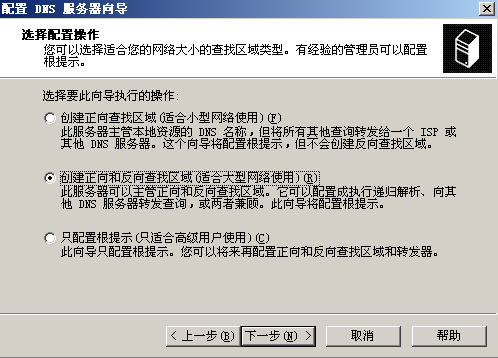 配置 DNS 服务器向导
选择配置操作
您可以选择适合您的网络大小的查找区域类型。有经验的管理员可以配置
根提示。
选择要此向导执行的操作:
创建正向查找区域(适合小型网络使用)(F)
此服务器主管本地资源的 DNS 名称，但将所有其他查询转发给一个 ISP 或
其他 DNS 服务器。这个向导将配置根提示，但不会创建反向查找区域。
创建正向和反向查找区域(适合大型网络使用)(R)
此服务器可以主管正向和反向查找区域。它可以配置成执行递归解析、向其
他 DNS 服务器转发查询，或两者兼顾。此向导将配置根提示。
只配置根提示(只适合高级用户使用)(C)
此向导只配置根提示。您可以将来再配置正向和反向查找区域和转发器。
< 上一步(B) 下一步(N) > 取消 帮助